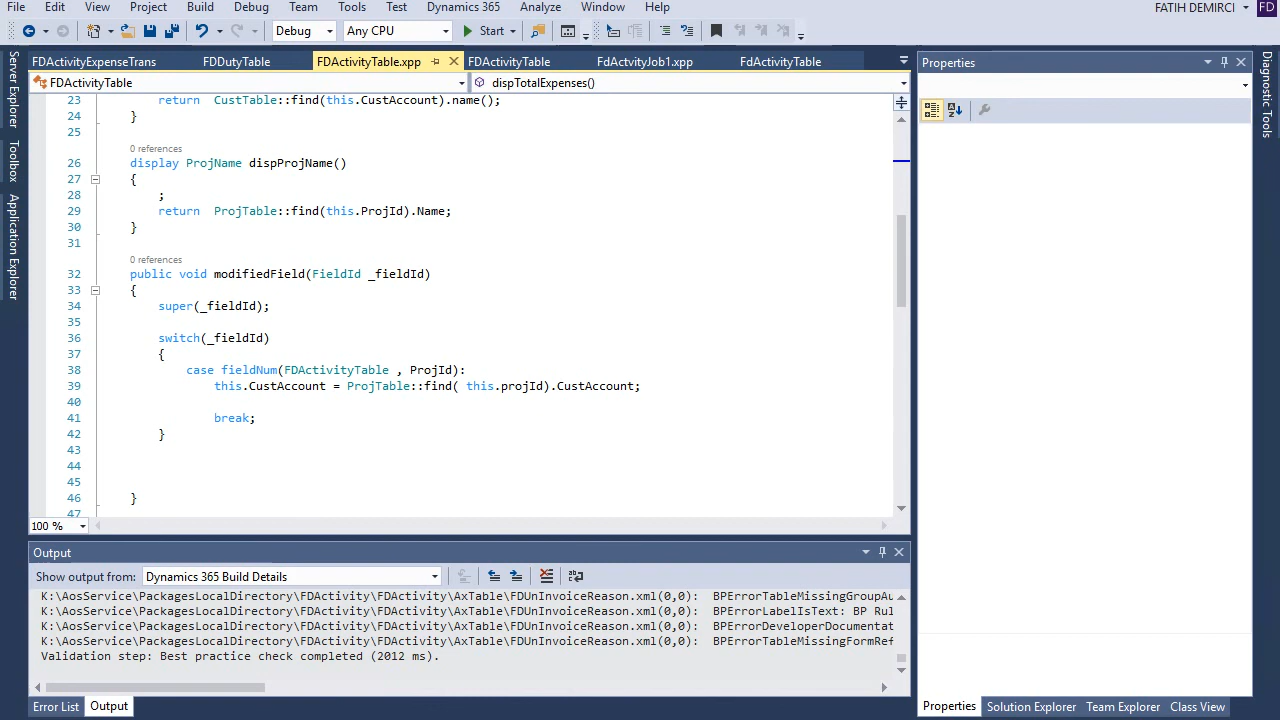 File Edit View Project Build Debug Team Tools Test Dynamics 365 Analyze Window Help FATIH DEMIRCI FD
Debug Any CPU Start
FDActivityExpenseTrans FDDutyTable FDActivityTable.xpp FDActivityTable FdActivityJob1.xpp FDActivityTable
Properties
FDActivityTable dispTotalExpenses()
23 return CustTable::find(this.CustAccount).name();
24 }
25
0 references
26 display ProjName dispProjName()
27 {
28 ;
29 return ProjTable::find(this.ProjId).Name;
30 }
31
0 references
32 public void modifiedField(FieldId _fieldId)
33 {
34 super(_fieldId);
35
36 switch(_fieldId)
37 {
38 case fieldNum(FDActivityTable , ProjId):
39 this.CustAccount = ProjTable::find( this.projId).CustAccount;
40
41 break;
42 }
43
44
45
46 }
47
100 %
Output
Show output from: Dynamics 365 Build Details
K:\AosService\PackagesLocalDirectory\FDActivity\FDActivity\AxTable\FDUnInvoiceReason.xml(0,0): BPErrorTableMissingGroupAu
K:\AosService\PackagesLocalDirectory\FDActivity\FDActivity\AxTable\FDUnInvoiceReason.xml(0,0): BPErrorLabelIsText: BP Rul
K:\AosService\PackagesLocalDirectory\FDActivity\FDActivity\AxTable\FDUnInvoiceReason.xml(0,0): BPErrorDeveloperDocumentat
K:\AosService\PackagesLocalDirectory\FDActivity\FDActivity\AxTable\FDUnInvoiceReason.xml(0,0): BPErrorTableMissingFormRef
Validation step: Best practice check completed (2012 ms).
Error List Output
Properties Solution Explorer Team Explorer Class View
Server Explorer
Toolbox
Application Explorer
Diagnostic Tools